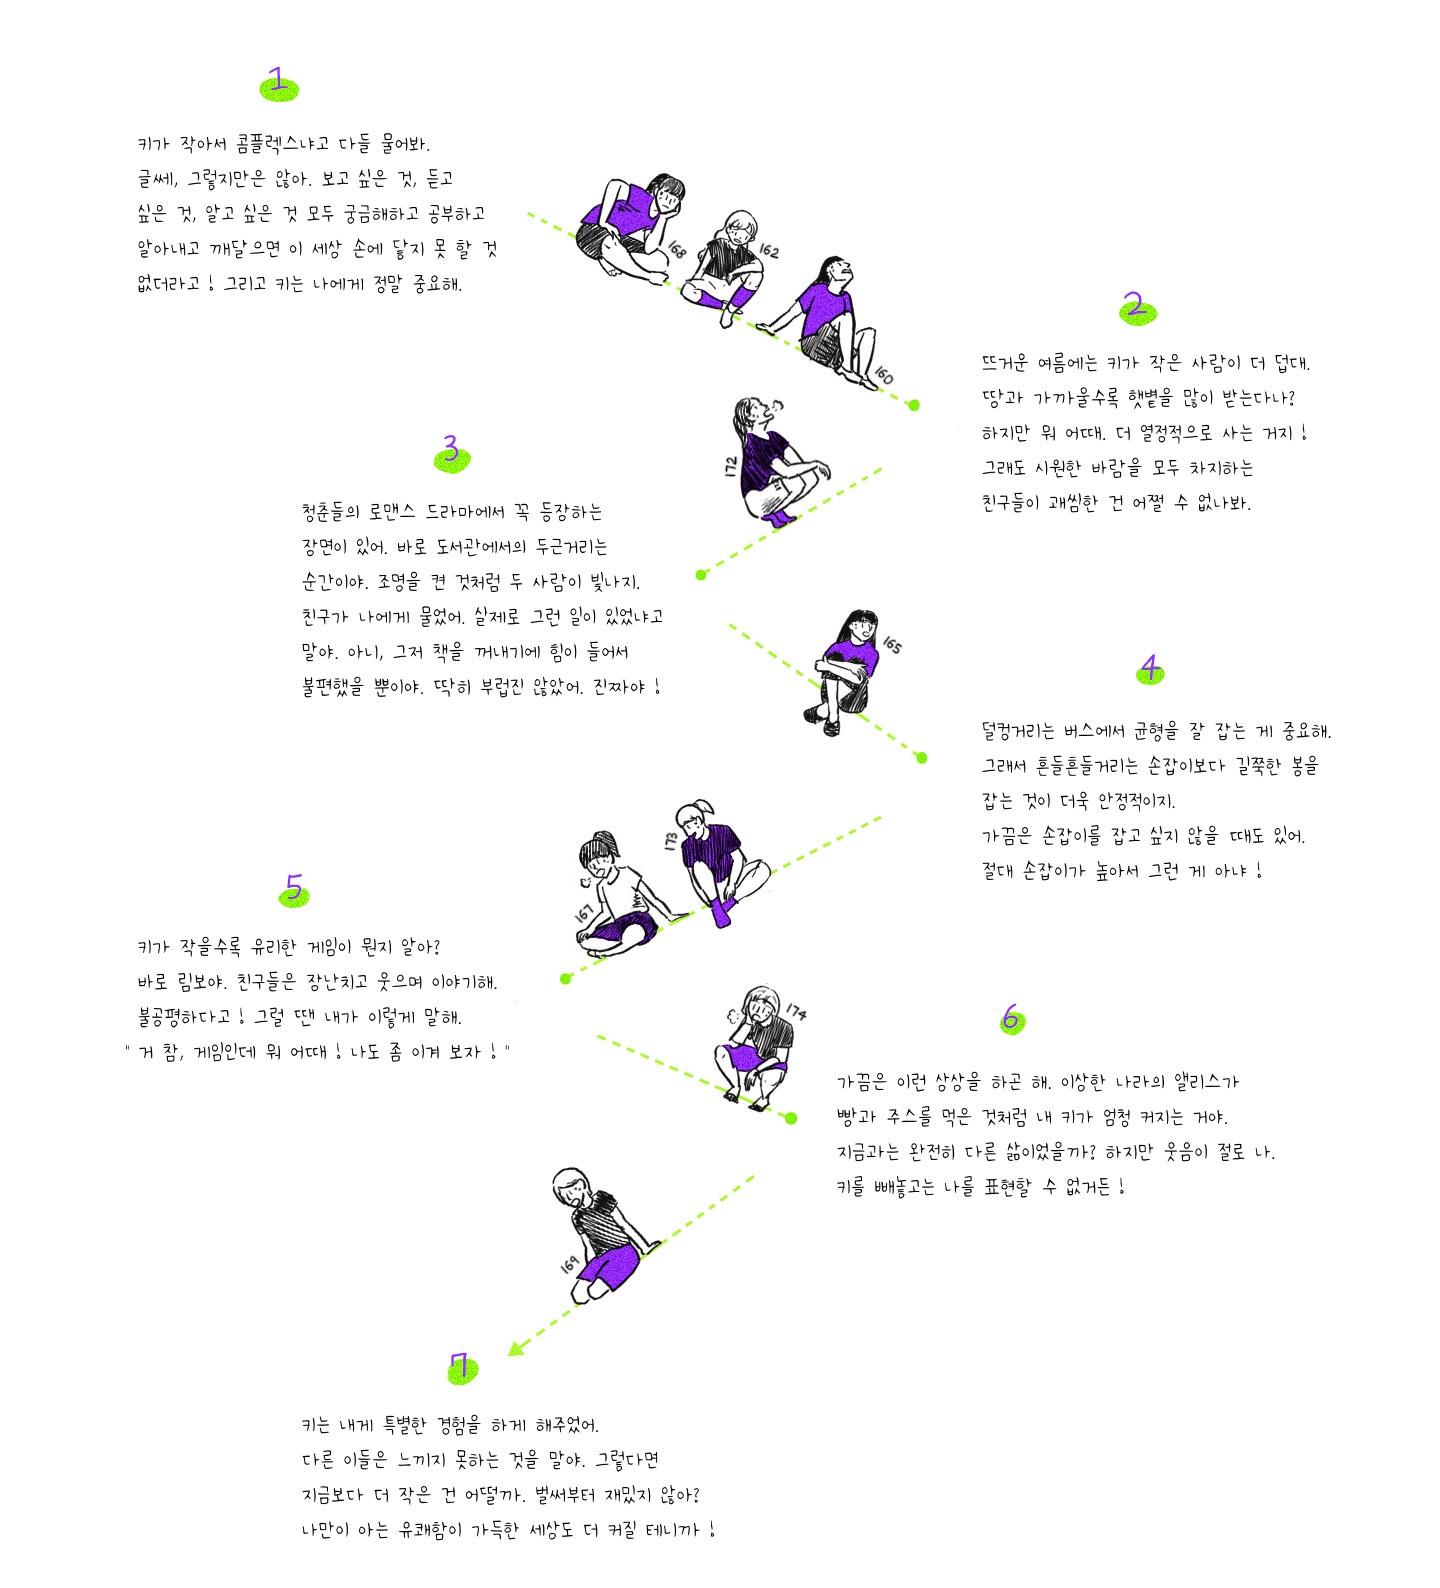 1
키가 작아서 콤플렉스냐고 다들 물어봐.
글쎄, 그렇지만은 않아. 보고 싶은 것, 듣고
싶은 것, 알고 싶은 것 모두 궁금해하고 공부하고
알아내고 깨달으면 이 세상 손에 닿지 못 할 것
없더라고! 그리고 키는 나에게 정말 중요해.
168
162
160
2
뜨거운 여름에는 키가 작은 사람이 더 덥대.
땅과 가까울수록 햇볕을 많이 받는다나?
하지만 뭐 어때. 더 열정적으로 사는 거지!
그래도 시원한 바람을 모두 차지하는
친구들이 괘씸한 건 어쩔 수 없나봐.
172
3
청춘들의 로맨스 드라마에서 꼭 등장하는
장면이 있어. 바로 도서관에서의 두근거리는
순간이야. 조명을 켠 것처럼 두 사람이 빛나지.
친구가 나에게 물었어. 실제로 그런 일이 있었냐고
말야. 아니, 그저 책을 꺼내기에 힘이 들어서
불편했을 뿐이야. 딱히 부럽진 않았어. 진짜야!
165
4
덜컹거리는 버스에서 균형을 잘 잡는 게 중요해.
그래서 흔들흔들거리는 손잡이보다 길쭉한 봉을
잡는 것이 더욱 안정적이지.
가끔은 손잡이를 잡고 싶지 않을 때도 있어.
절대 손잡이가 높아서 그런 게 아냐!
173
167
5
키가 작을수록 유리한 게임이 뭔지 알아?
바로 림보야. 친구들은 장난치고 웃으며 이야기해.
불공평하다고! 그럴 땐 내가 이렇게 말해.
" 거 참, 게임인데 뭐 어때! 나도 좀 이겨 보자!"
174
6
가끔은 이런 상상을 하곤 해. 이상한 나라의 앨리스가
빵과 주스를 먹은 것처럼 내 키가 엄청 커지는 거야.
지금과는 완전히 다른 삶이었을까? 하지만 웃음이 절로 나.
키를 빼놓고는 나를 표현할 수 없거든!
169
7
키는 내게 특별한 경험을 하게 해주었어.
다른 이들은 느끼지 못하는 것을 말야. 그렇다면
지금보다 더 작은 건 어떨까. 벌써부터 재밌지 않아?
나만이 아는 유쾌함이 가득한 세상도 더 커질 테니까!